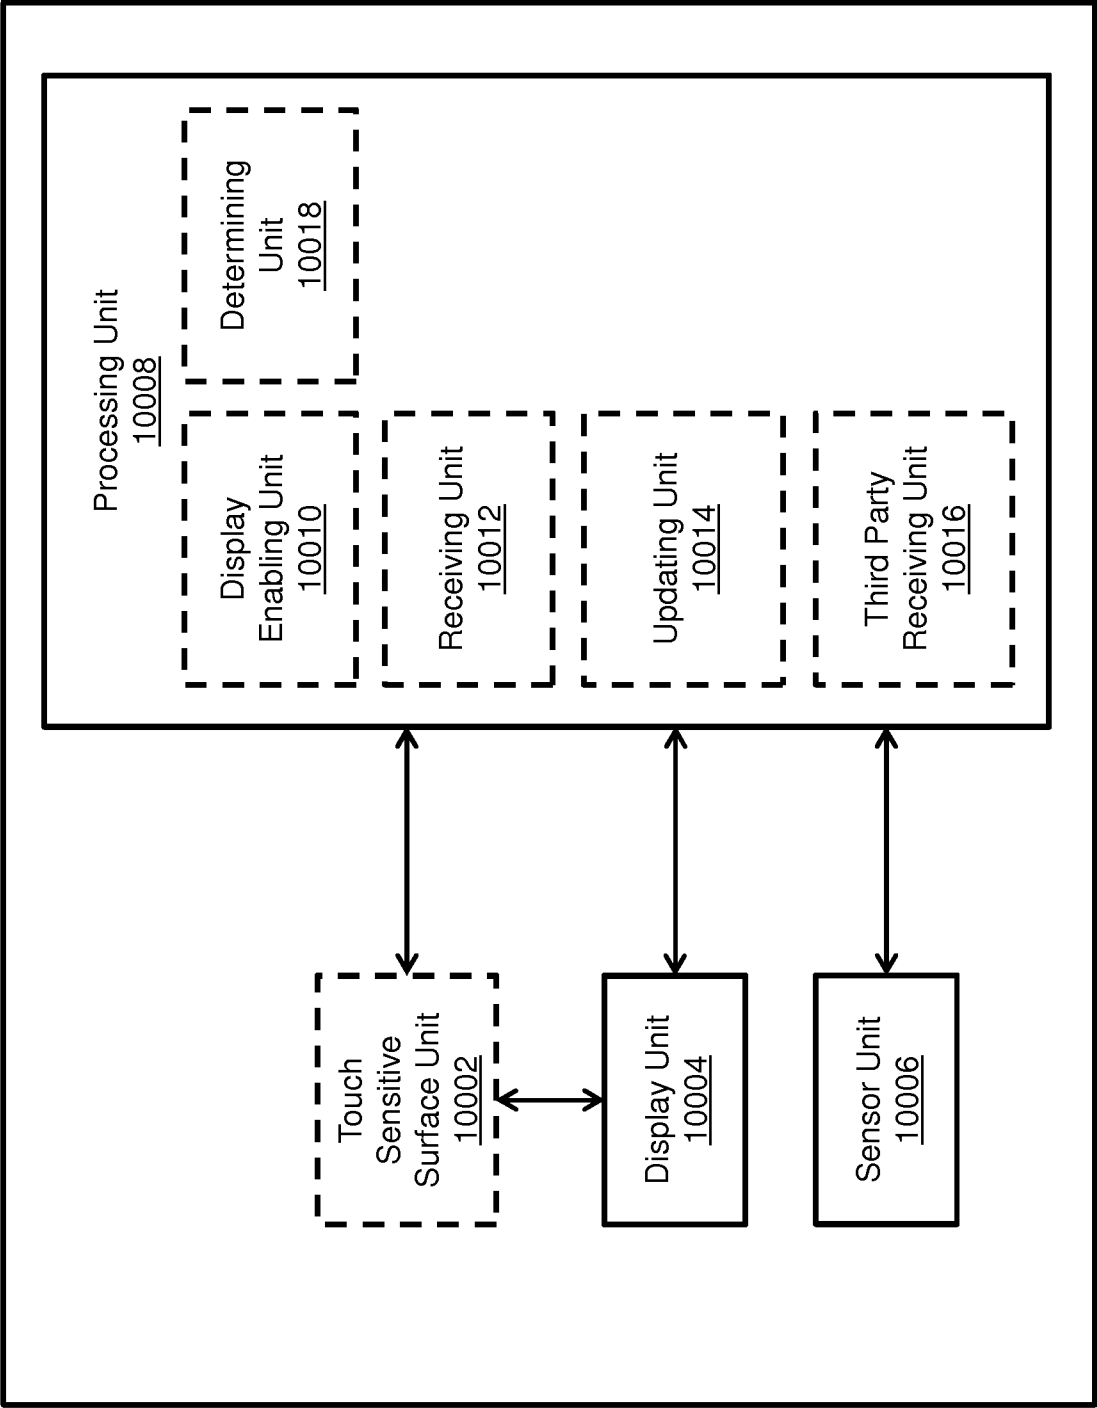 Processing Unit
10008
Display
Enabling Unit
10010
Determining
Unit
10018
Receiving Unit
10012
Updating Unit
10014
Third Party
Receiving Unit
10016
Touch
Sensitive
Surface Unit
10002
Display Unit
10004
Sensor Unit
10006